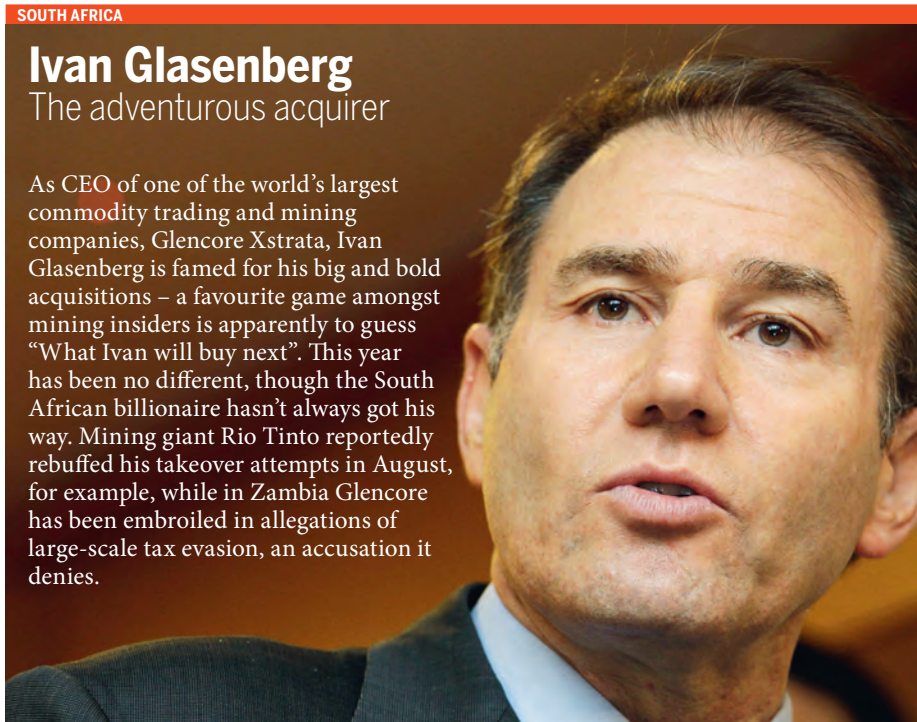 SOUTH AFRICA
Ivan Glasenberg
The adventurous acquirer
As CEO of one of the world's largest
commodity trading and mining
companies, Glencore Xstrata, Ivan
Glasenberg is famed for his big and bold
acquisitions – a favourite game amongst
mining insiders is apparently to guess
“What Ivan will buy next”. This year
has been no different, though the South
African billionaire hasn't always got his
way. Mining giant Rio Tinto reportedly
rebuffed his takeover attempts in August,
for example, while in Zambia Glencore
has been embroiled in allegations of
large-scale tax evasion, an accusation it
denies.